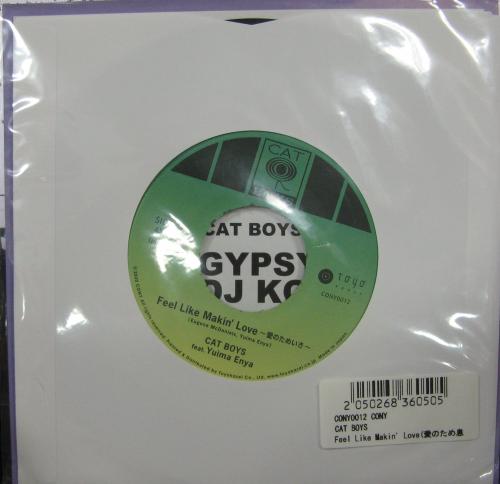 CAT
CAT BOYS
GYPSY
DJ KO
toyo
CONY0012
Feel Like Makin' Love ~愛のためいき~
(Eugene McDaniels, Yuima Enya)
CAT BOYS
feat. Yuima Enya
2 050268 360505
CONY0012 CONY
CAT BOYS
Feel Like Makin' Love(愛のため息